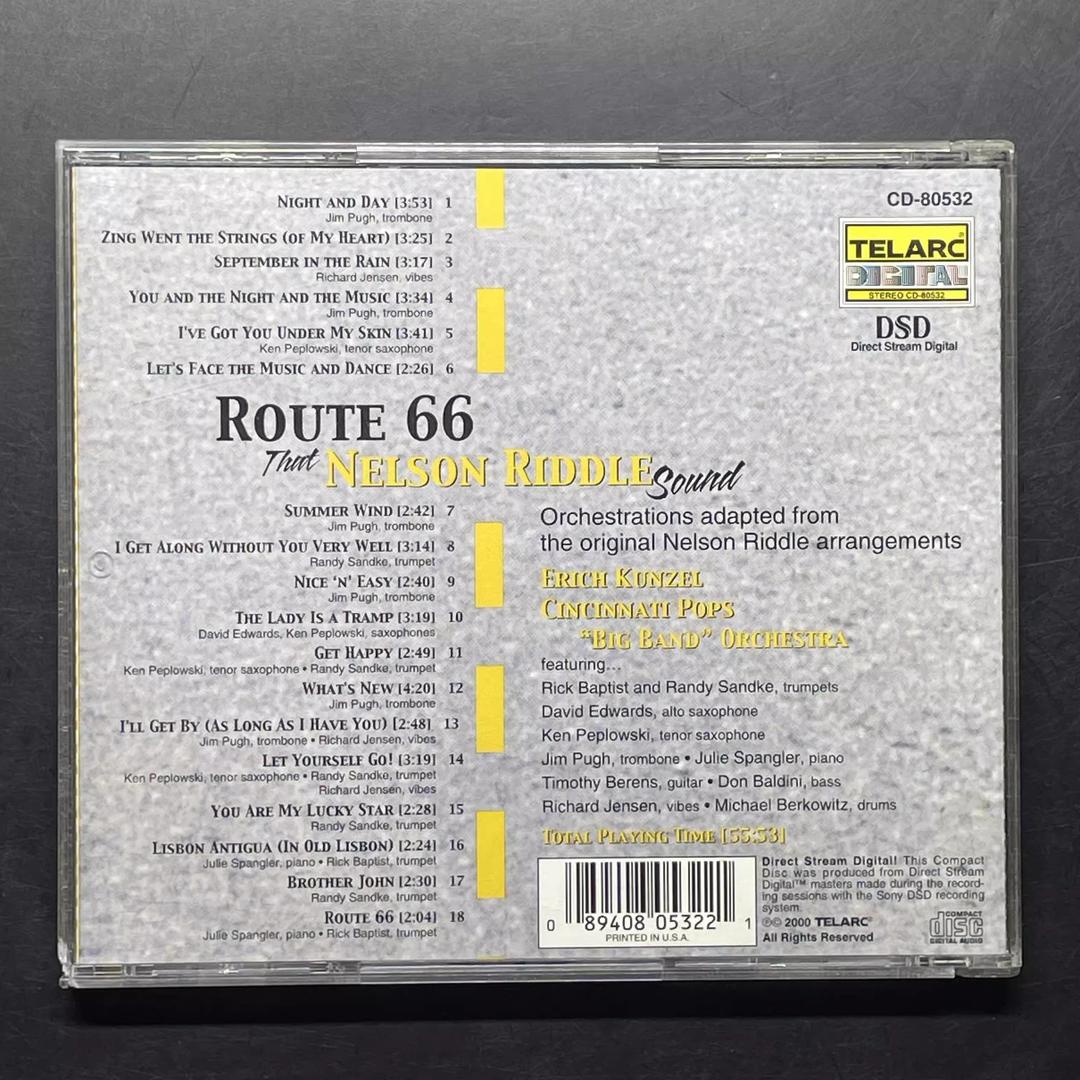 NIGHT AND DAY [3:53] 1
Jim Pugh, trombone
ZING WENT THE STRINGS (OF MY HEART) [3:25] 2
SEPTEMBER IN THE RAIN [3:17] 3
Richard Jensen, vibes
YOU AND THE NIGHT AND THE MUSIC [3:34] 4
Jim Pugh, trombone
I'VE GOT YOU UNDER MY SKIN [3:41] 5
Ken Peplowski, tenor saxophone
LET'S FACE THE MUSIC AND DANCE [2:26] 6
CD-80532
TELARC®
DIGITAL
STEREO CD-80532
DSD
Direct Stream Digital
ROUTE 66
That NELSON RIDDLE Sound
SUMMER WIND [2:42] 7
Jim Pugh, trombone
I GET ALONG WITHOUT YOU VERY WELL [3:14] 8
Randy Sandke, trumpet
NICE 'N' EASY [2:40] 9
Jim Pugh, trombone
THE LADY IS A TRAMP [3:19] 10
David Edwards, Ken Peplowski, saxophones
GET HAPPY [2:49] 11
Ken Peplowski, tenor saxophone • Randy Sandke, trumpet
WHAT'S NEW [4:20] 12
Jim Pugh, trombone
I'LL GET BY (AS LONG AS I HAVE YOU) [2:48] 13
Jim Pugh, trombone • Richard Jensen, vibes
LET YOURSELF GO! [3:19] 14
Ken Peplowski, tenor saxophone • Randy Sandke, trumpet
Richard Jensen, vibes
YOU ARE MY LUCKY STAR [2:28] 15
Randy Sandke, trumpet
LISBON ANTIGUA (IN OLD LISBON) [2:24] 16
Julie Spangler, piano • Rick Baptist, trumpet
BROTHER JOHN [2:30] 17
Randy Sandke, trumpet
ROUTE 66 [2:04] 18
Julie Spangler, piano • Rick Baptist, trumpet
Orchestrations adapted from
the original Nelson Riddle arrangements
ERICH KUNZEL
CINCINNATI POPS
"BIG BAND" ORCHESTRA
featuring...
Rick Baptist and Randy Sandke, trumpets
David Edwards, alto saxophone
Ken Peplowski, tenor saxophone
Jim Pugh, trombone • Julie Spangler, piano
Timothy Berens, guitar • Don Baldini, bass
Richard Jensen, vibes • Michael Berkowitz, drums
TOTAL PLAYING TIME [55:53]
0 89408 05322 1
PRINTED IN U.S.A.
Direct Stream Digital! This Compact
Disc was produced from Direct Stream
Digital™ masters made during the record-
ing sessions with the Sony DSD recording
system.
℗© 2000 TELARC®
All Rights Reserved
COMPACT
disc
DIGITAL AUDIO